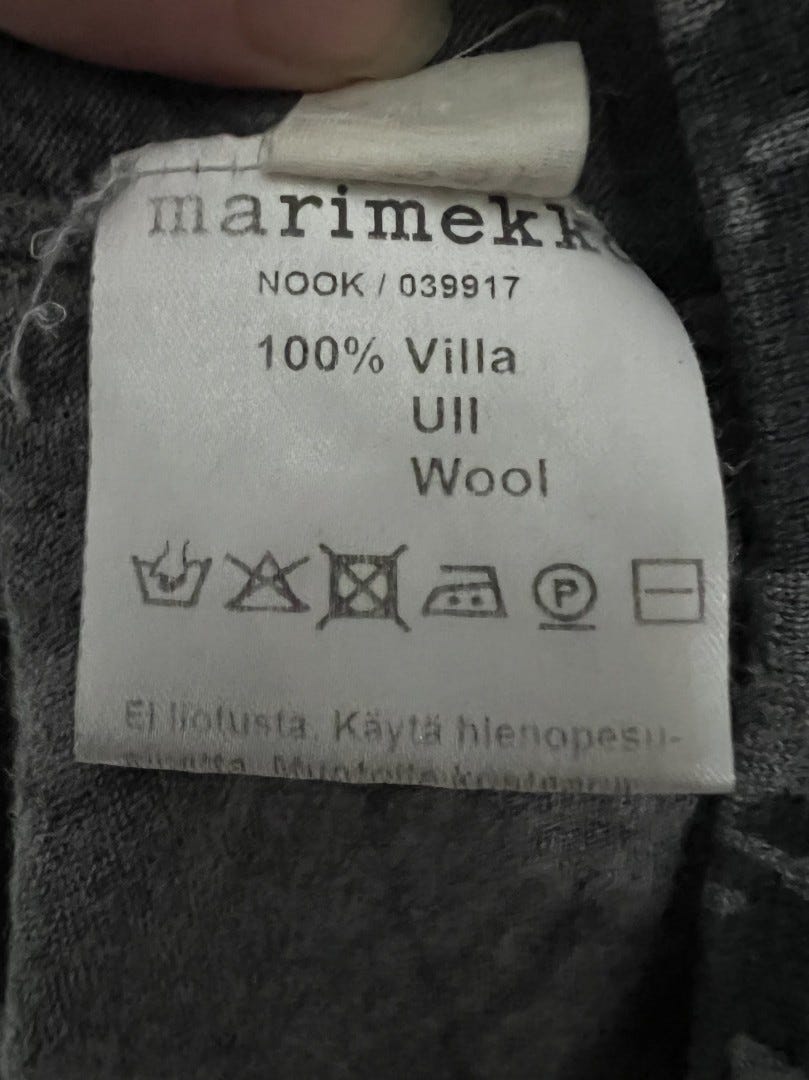 marimekko
NOOK / 039917
100% Villa
Ull
Wool
P
Ei liotusta. Käytä hienopesu-